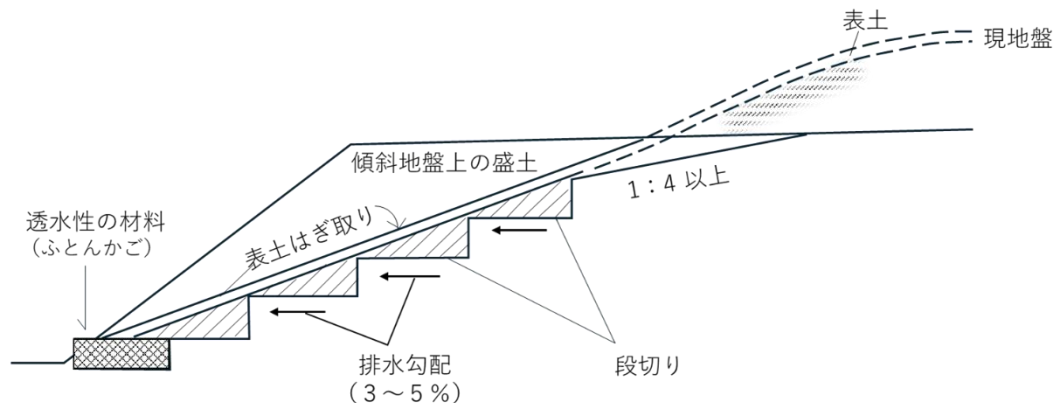 表土
現地盤
傾斜地盤上の盛土
1：4 以上
透水性の材料
（ふとんかご）
表土はぎ取り
排水勾配
（3～5％）
段切り